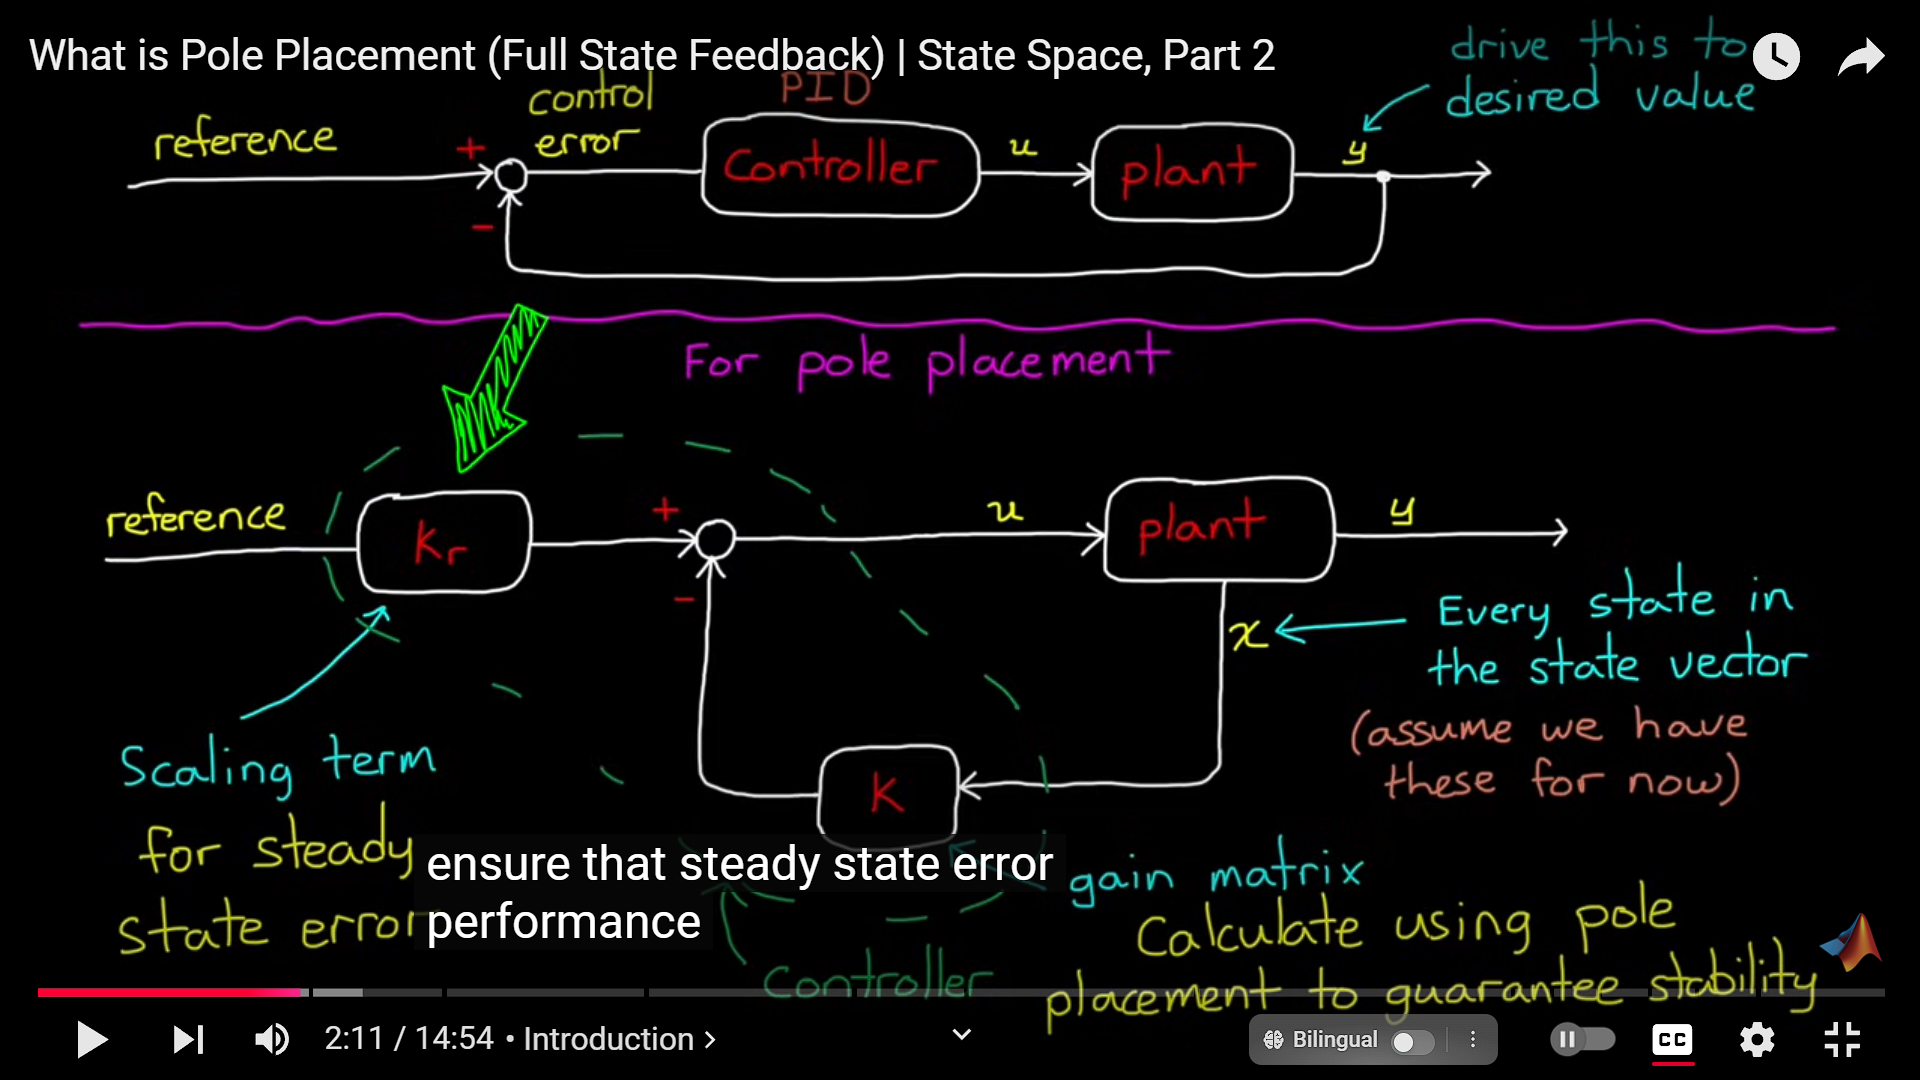 What is Pole Placement (Full State Feedback) | State Space, Part 2
drive this to
desired value
control
error
PID
reference
+
Controller
u
plant
y
-
For pole placement
reference
Kr
+
u
plant
y
-
x
Every state in
the state vector
(assume we have
these for now)
Scaling term
for steady
state error
K
ensure that steady state error
performance
gain matrix
Calculate using pole
placement to guarantee stability
Controller
2:11 / 14:54 • Introduction >
Bilingual
CC